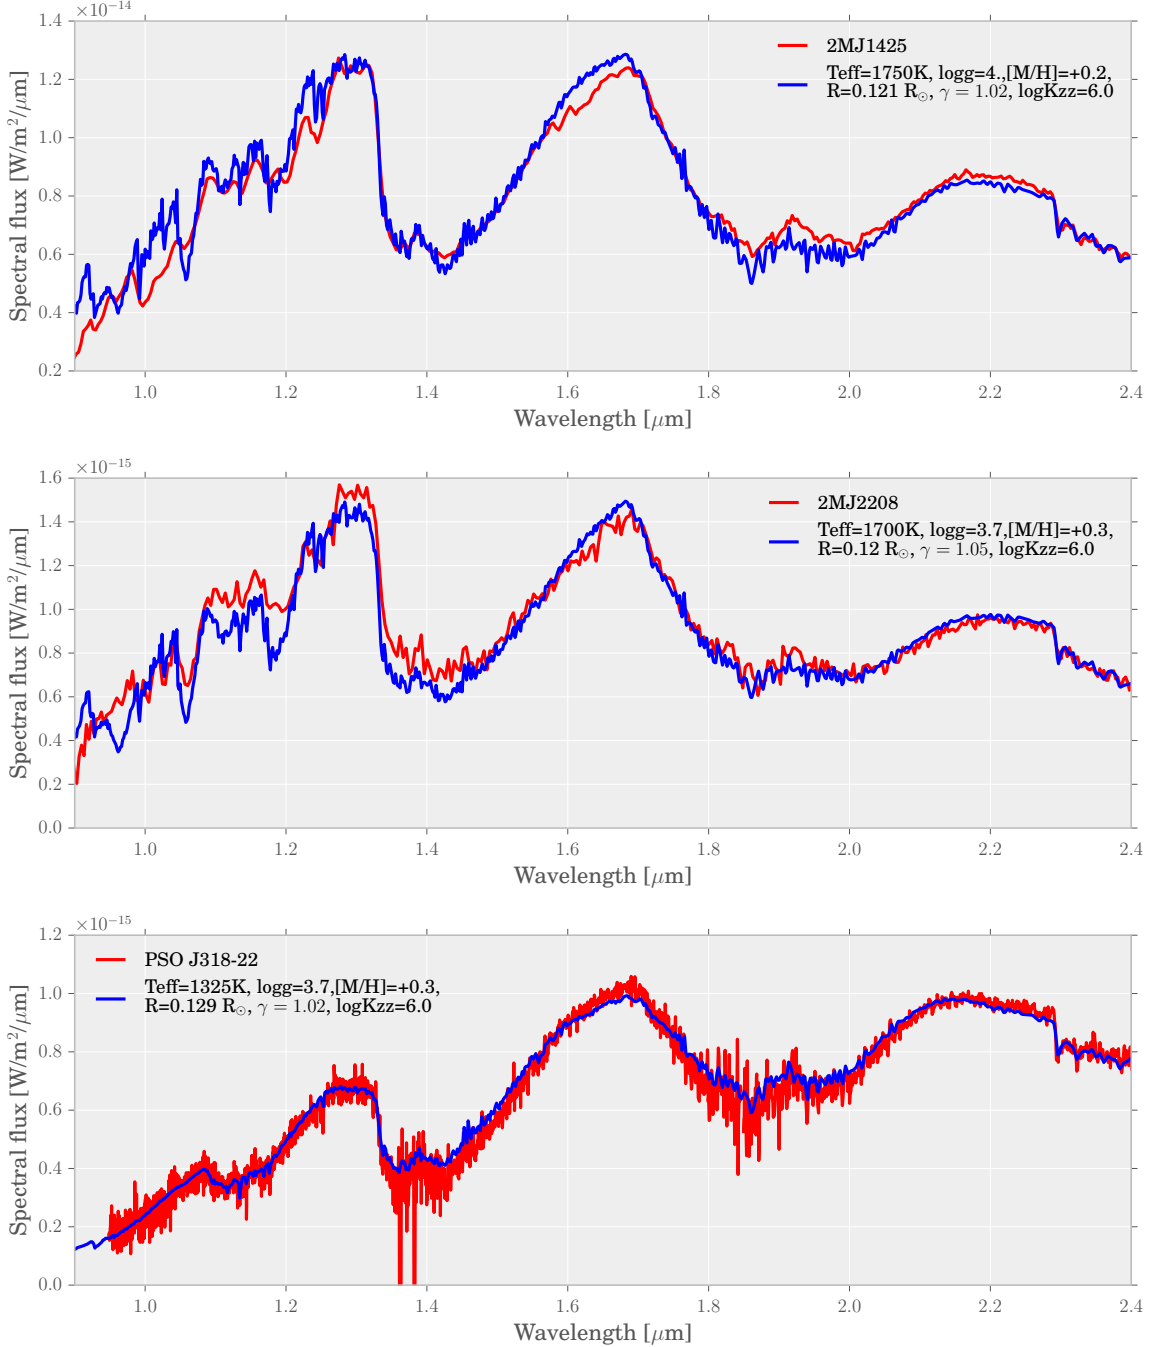 ×10⁻¹⁴
1.4
1.2
1.0
0.8
0.6
0.4
0.2
Spectral flux [W/m²/μm]
2MJ1425
Teff=1750K, logg=4.,[M/H]=+0.2,
R=0.121 R☉, γ = 1.02, logKzz=6.0
1.0 1.2 1.4 1.6 1.8 2.0 2.2 2.4
Wavelength [μm]
×10⁻¹⁵
1.6
1.4
1.2
1.0
0.8
0.6
0.4
0.2
0.0
Spectral flux [W/m²/μm]
2MJ2208
Teff=1700K, logg=3.7,[M/H]=+0.3,
R=0.12 R☉, γ = 1.05, logKzz=6.0
1.0 1.2 1.4 1.6 1.8 2.0 2.2 2.4
Wavelength [μm]
×10⁻¹⁵
1.2
1.0
0.8
0.6
0.4
0.2
0.0
Spectral flux [W/m²/μm]
PSO J318-22
Teff=1325K, logg=3.7,[M/H]=+0.3,
R=0.129 R☉, γ = 1.02, logKzz=6.0
1.0 1.2 1.4 1.6 1.8 2.0 2.2 2.4
Wavelength [μm]